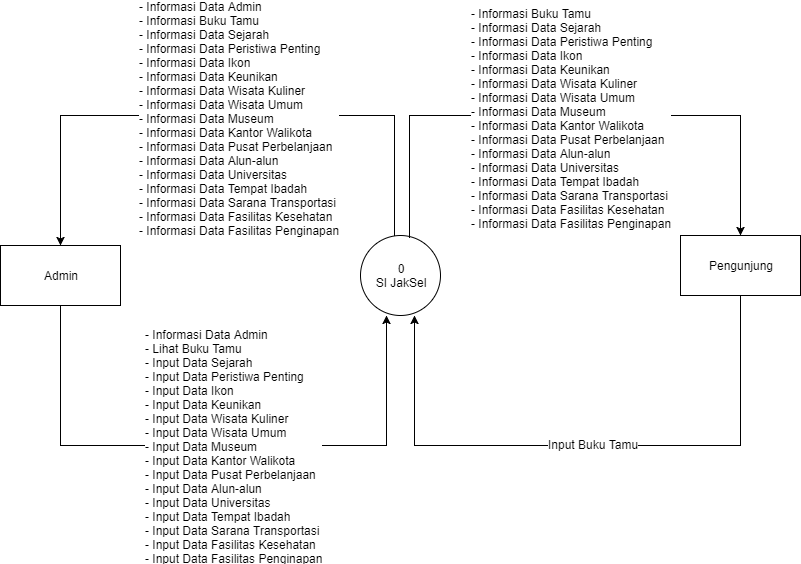 - Informasi Data Admin
- Informasi Buku Tamu
- Informasi Data Sejarah
- Informasi Data Peristiwa Penting
- Informasi Data Ikon
- Informasi Data Keunikan
- Informasi Data Wisata Kuliner
- Informasi Data Wisata Umum
- Informasi Data Museum
- Informasi Data Kantor Walikota
- Informasi Data Pusat Perbelanjaan
- Informasi Data Alun-alun
- Informasi Data Universitas
- Informasi Data Tempat Ibadah
- Informasi Data Sarana Transportasi
- Informasi Data Fasilitas Kesehatan
- Informasi Data Fasilitas Penginapan
- Informasi Buku Tamu
- Informasi Data Sejarah
- Informasi Data Peristiwa Penting
- Informasi Data Ikon
- Informasi Data Keunikan
- Informasi Data Wisata Kuliner
- Informasi Data Wisata Umum
- Informasi Data Museum
- Informasi Data Kantor Walikota
- Informasi Data Pusat Perbelanjaan
- Informasi Data Alun-alun
- Informasi Data Universitas
- Informasi Data Tempat Ibadah
- Informasi Data Sarana Transportasi
- Informasi Data Fasilitas Kesehatan
- Informasi Data Fasilitas Penginapan
Admin
0
SI JakSel
Pengunjung
- Informasi Data Admin
- Lihat Buku Tamu
- Input Data Sejarah
- Input Data Peristiwa Penting
- Input Data Ikon
- Input Data Keunikan
- Input Data Wisata Kuliner
- Input Data Wisata Umum
- Input Data Museum
- Input Data Kantor Walikota
- Input Data Pusat Perbelanjaan
- Input Data Alun-alun
- Input Data Universitas
- Input Data Tempat Ibadah
- Input Data Sarana Transportasi
- Input Data Fasilitas Kesehatan
- Input Data Fasilitas Penginapan
Input Buku Tamu